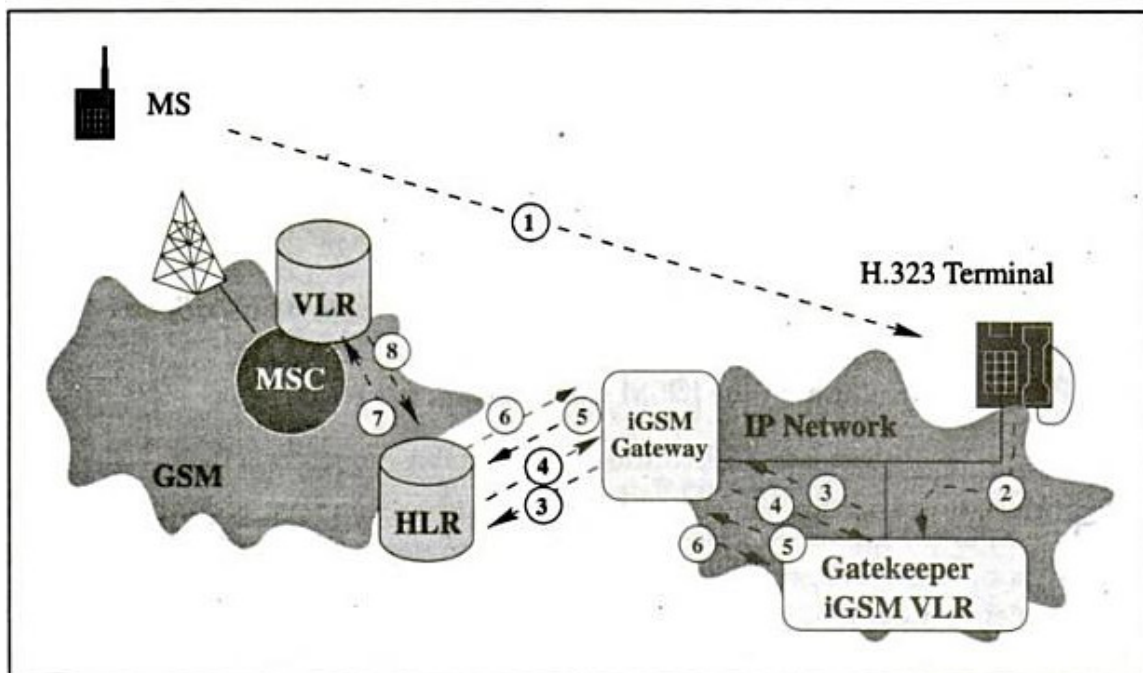 MS
1
H.323 Terminal
VLR
8
MSC
7
6
5
iGSM
Gateway
IP Network
GSM
4
3
HLR
3
2
4
6
5
Gatekeeper
iGSM VLR